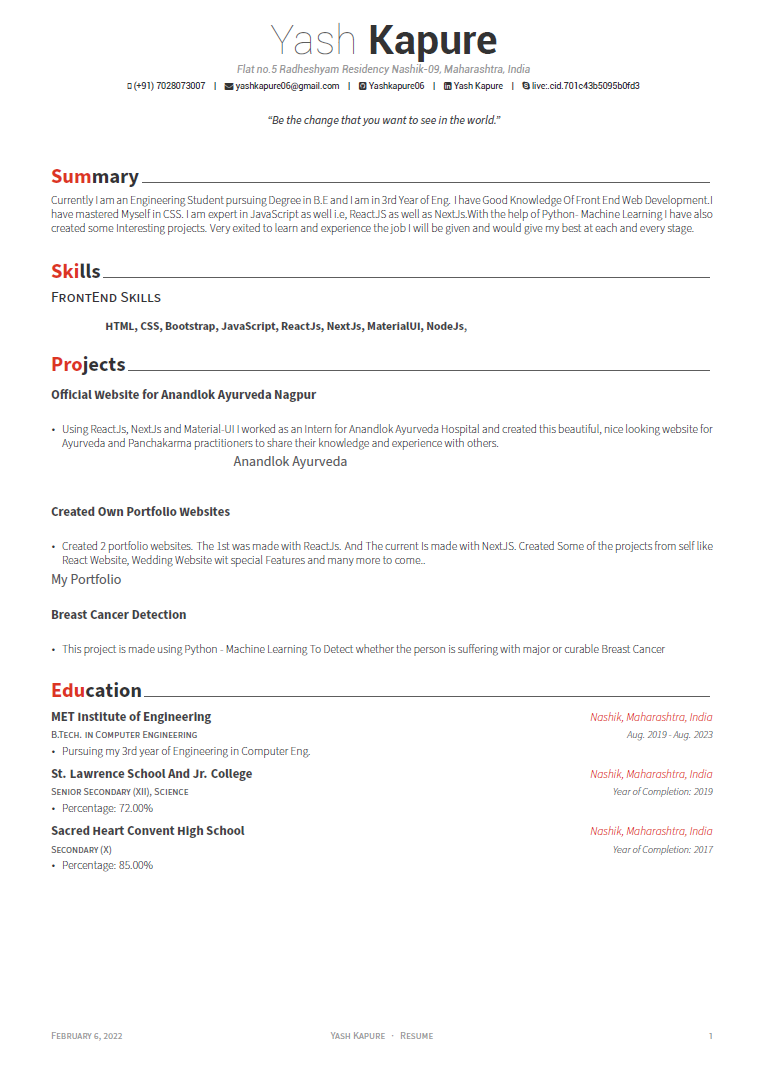 Yash Kapure
Flat no.5 Radheshyam Residency Nashik-09, Maharashtra, India
(+91) 7028073007 | yashkapure06@gmail.com | Yashkapure06 | Yash Kapure | live:.cid.701c43b5095b0fd3
“Be the change that you want to see in the world.”
Summary
Currently I am an Engineering Student pursuing Degree in B.E and I am in 3rd Year of Eng. I have Good Knowledge Of Front End Web Development.I
have mastered Myself in CSS. I am expert in JavaScript as well i.e, ReactJS as well as NextJs.With the help of Python- Machine Learning I have also
created some Interesting projects. Very exited to learn and experience the job I will be given and would give my best at each and every stage.
Skills
FrontEnd Skills
HTML, CSS, Bootstrap, JavaScript, ReactJs, NextJs, MaterialUI, NodeJs,
Projects
Official Website for Anandlok Ayurveda Nagpur
• Using ReactJs, NextJs and Material-UI I worked as an Intern for Anandlok Ayurveda Hospital and created this beautiful, nice looking website for
Ayurveda and Panchakarma practitioners to share their knowledge and experience with others.
Anandlok Ayurveda
Created Own Portfolio Websites
• Created 2 portfolio websites. The 1st was made with ReactJs. And The current Is made with NextJS. Created Some of the projects from self like
React Website, Wedding Website wit special Features and many more to come..
My Portfolio
Breast Cancer Detection
• This project is made using Python - Machine Learning To Detect whether the person is suffering with major or curable Breast Cancer
Education
MET Institute of Engineering Nashik, Maharashtra, India
B.Tech. in Computer Engineering Aug. 2019 - Aug. 2023
• Pursuing my 3rd year of Engineering in Computer Eng.
St. Lawrence School And Jr. College Nashik, Maharashtra, India
Senior Secondary (XII), Science Year of Completion: 2019
• Percentage: 72.00%
Sacred Heart Convent High School Nashik, Maharashtra, India
Secondary (X) Year of Completion: 2017
• Percentage: 85.00%
February 6, 2022 Yash Kapure · Resume 1